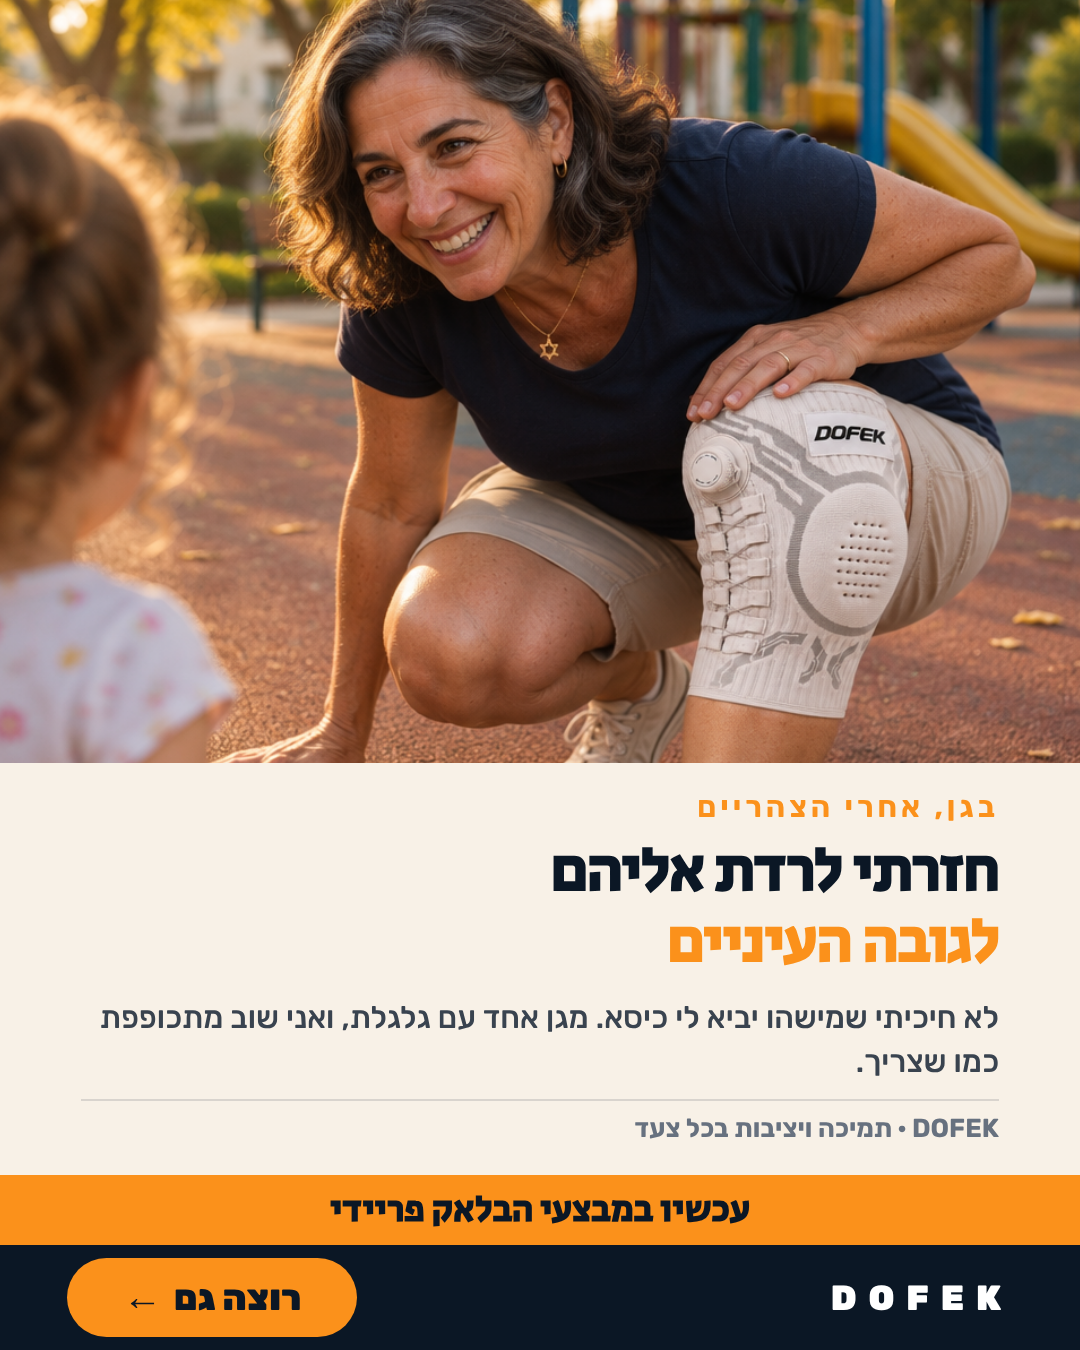 DOFEK
בגן, אחרי הצהריים
חזרתי לרדת אליהם
לגובה העיניים
לא חיכיתי שמישהו יביא לי כיסא. מגן אחד עם גלגלת, ואני שוב מתכופפת
כמו שצריך.
DOFEK • תמיכה ויציבות בכל צעד
עכשיו במבצעי הבלאק פריידי
DOFEK
רוצה גם ←